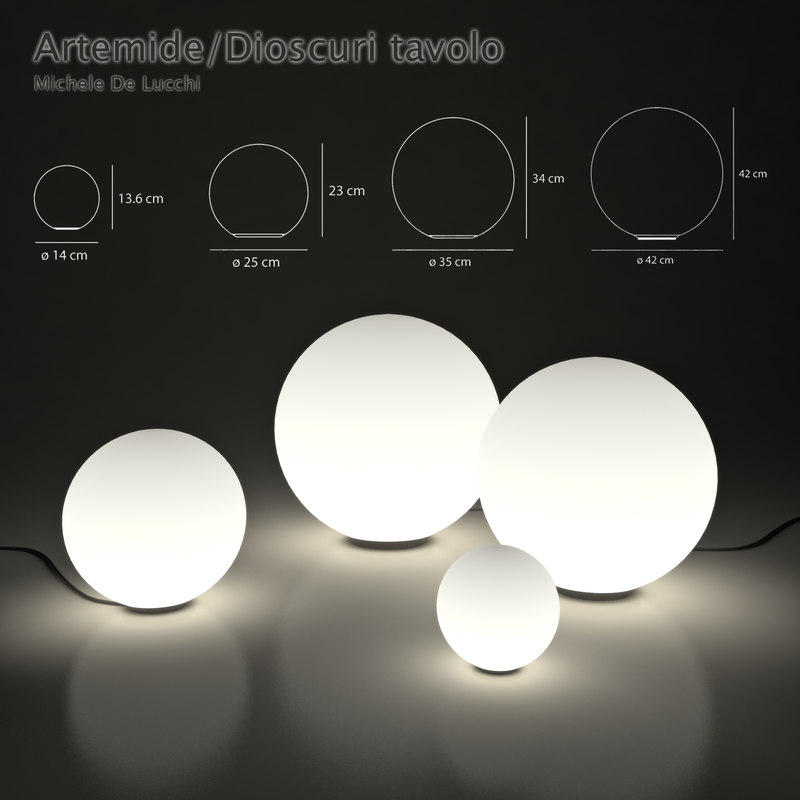 Artemide/Dioscuri tavolo
Michele De Lucchi
13.6 cm
23 cm
34 cm
42 cm
ø 14 cm
ø 25 cm
ø 35 cm
ø 42 cm